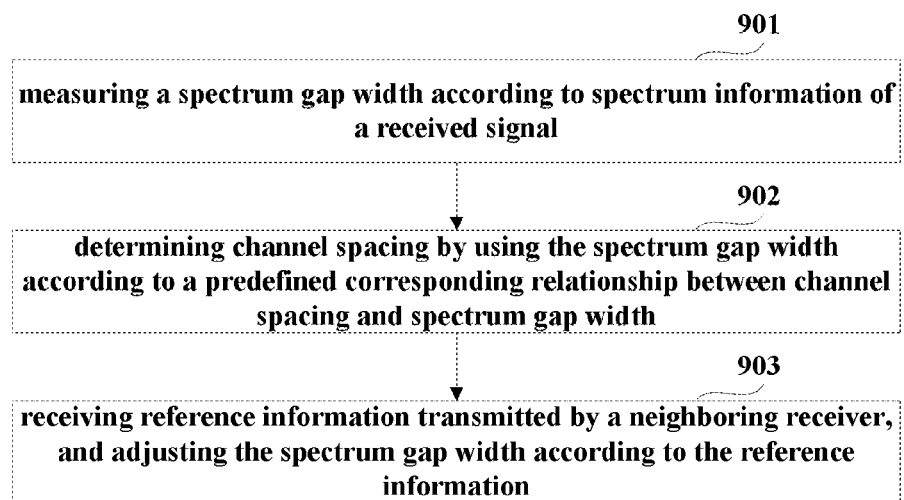 901
measuring a spectrum gap width according to spectrum information of
a received signal
902
determining channel spacing by using the spectrum gap width
according to a predefined corresponding relationship between channel
spacing and spectrum gap width
903
receiving reference information transmitted by a neighboring receiver,
and adjusting the spectrum gap width according to the reference
information